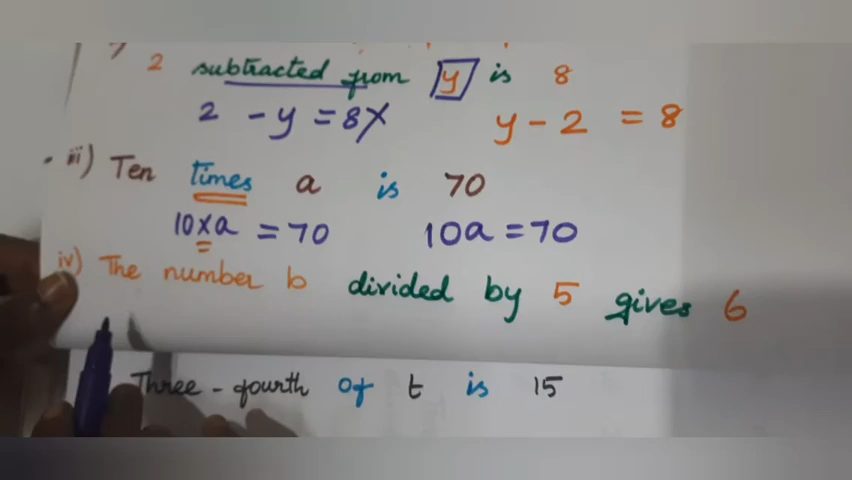 2 subtracted from y is 8
2 - y = 8 X y - 2 = 8
iii) Ten times a is 70
10 x a = 70 10a = 70
iv) The number b divided by 5 gives 6
Three - fourth of t is 15